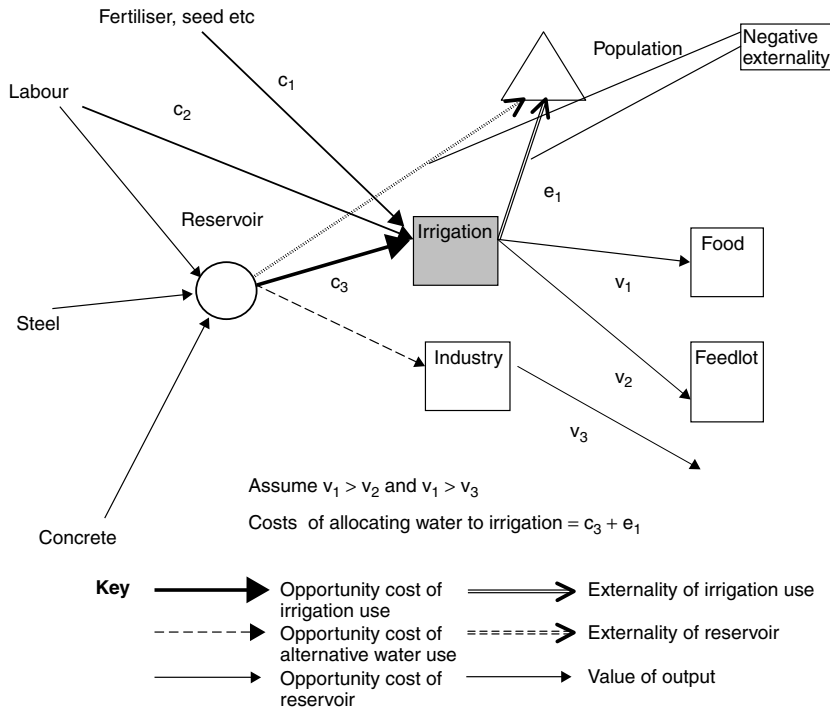 Fertiliser, seed etc
Population
Negative
externality
c1
Labour
c2
e1
Reservoir
Irrigation
Food
c3
v1
Steel
Industry
Feedlot
v2
v3
Assume v1 > v2 and v1 > v3
Costs of allocating water to irrigation = c3 + e1
Concrete
Key
Opportunity cost of
irrigation use
Externality of irrigation use
Opportunity cost of
alternative water use
Externality of reservoir
Opportunity cost of
reservoir
Value of output